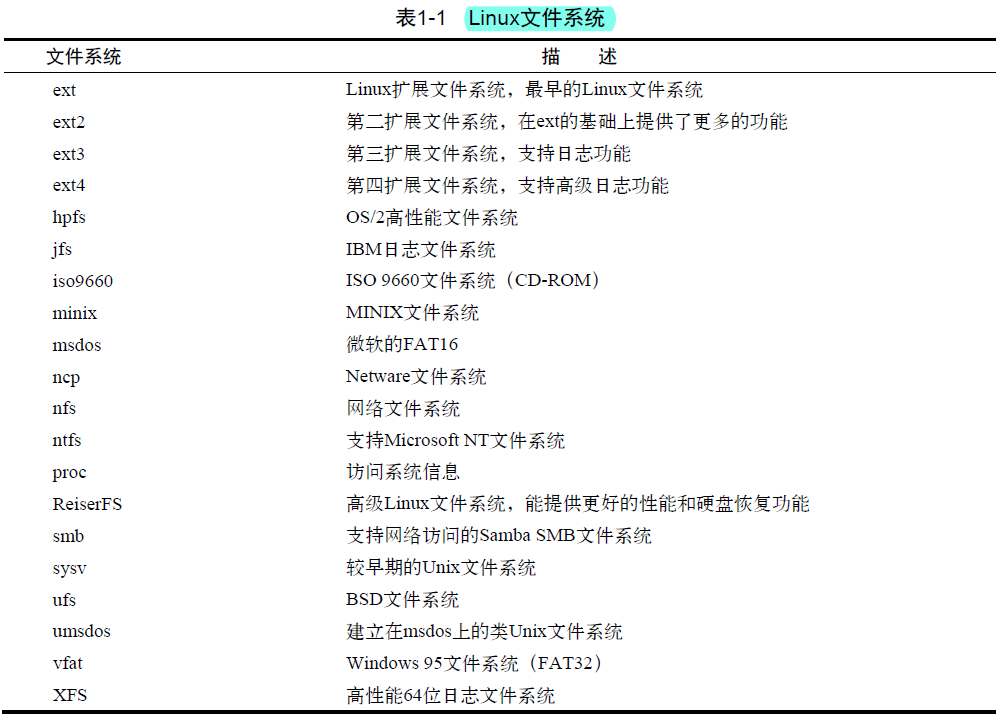 表1-1 Linux文件系统
文件系统 描 述
ext Linux扩展文件系统，最早的Linux文件系统
ext2 第二扩展文件系统，在ext的基础上提供了更多的功能
ext3 第三扩展文件系统，支持日志功能
ext4 第四扩展文件系统，支持高级日志功能
hpfs OS/2高性能文件系统
jfs IBM日志文件系统
iso9660 ISO 9660文件系统（CD-ROM）
minix MINIX文件系统
msdos 微软的FAT16
ncp Netware文件系统
nfs 网络文件系统
ntfs 支持Microsoft NT文件系统
proc 访问系统信息
ReiserFS 高级Linux文件系统，能提供更好的性能和硬盘恢复功能
smb 支持网络访问的Samba SMB文件系统
sysv 较早期的Unix文件系统
ufs BSD文件系统
umsdos 建立在msdos上的类Unix文件系统
vfat Windows 95文件系统（FAT32）
XFS 高性能64位日志文件系统